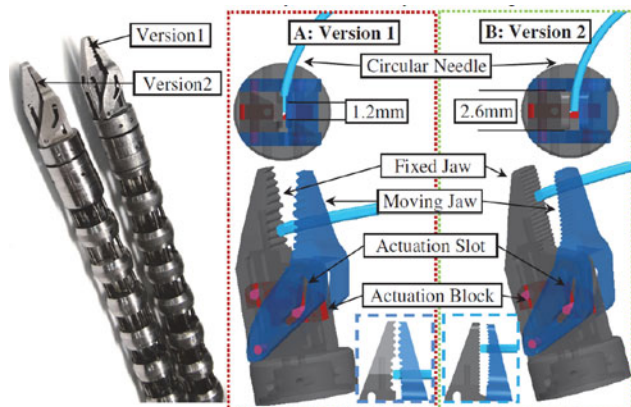 Version1
Version2
A: Version 1
B: Version 2
Circular Needle
1.2mm
2.6mm
Fixed Jaw
Moving Jaw
Actuation Slot
Actuation Block